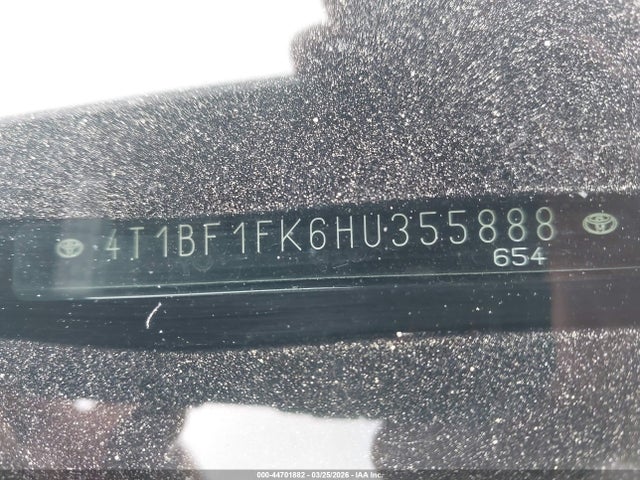 4T1BF1FK6HU355888
654
000-44701882 - 03/25/2026 - IAA Inc.